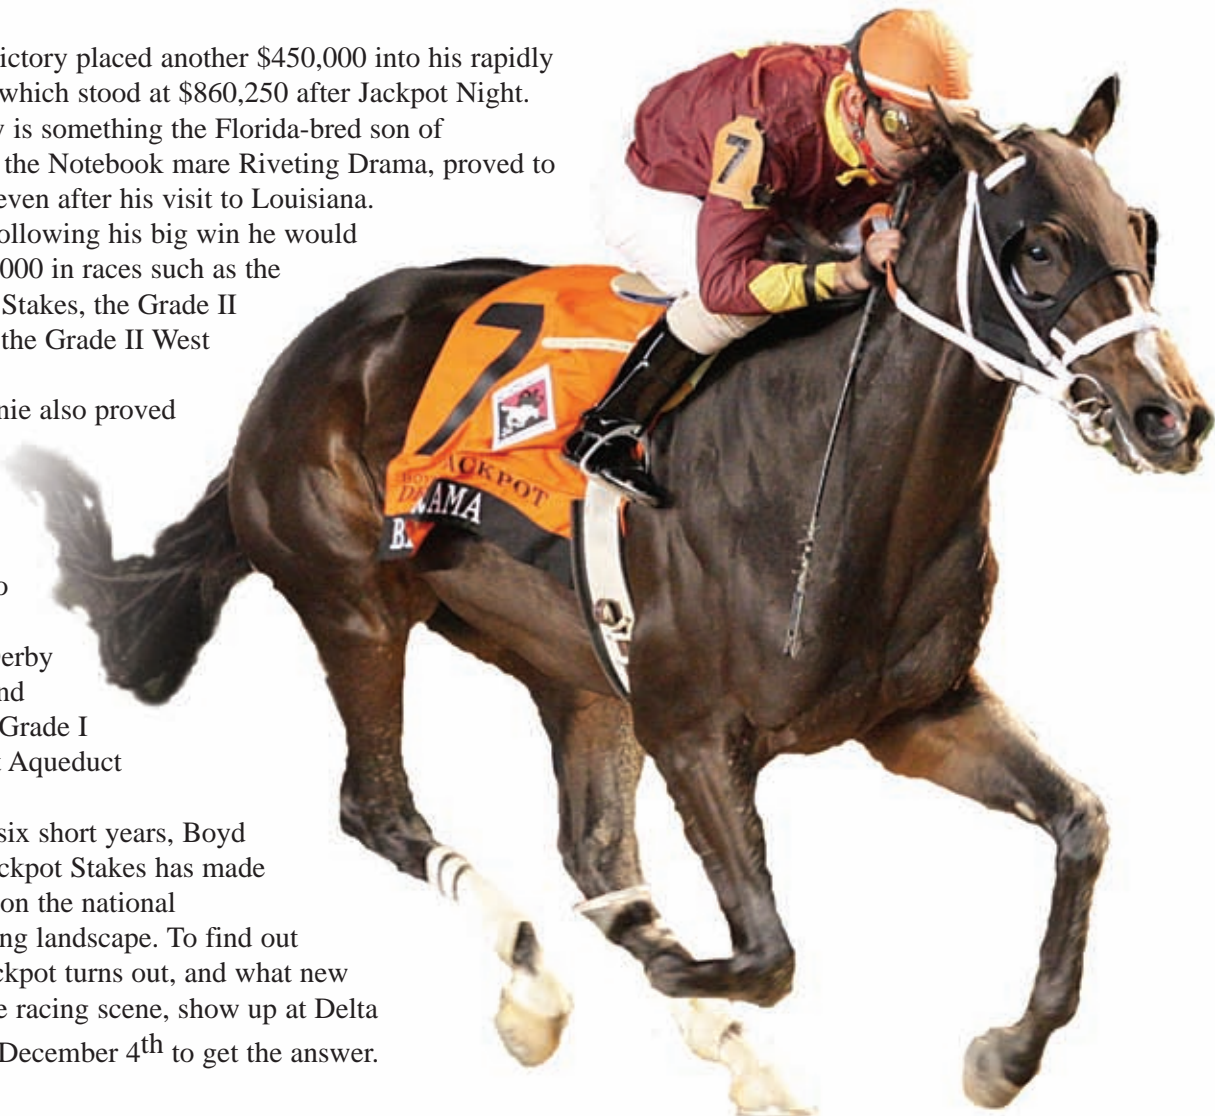 ictory placed another $450,000 into his rapidly
which stood at $860,250 after Jackpot Night.
y is something the Florida-bred son of
the Notebook mare Riveting Drama, proved to
even after his visit to Louisiana.
ollowing his big win he would
000 in races such as the
Stakes, the Grade II
the Grade II West
nie also proved
o
erby
nd
Grade I
t Aqueduct
six short years, Boyd
ckpot Stakes has made
on the national
ng landscape. To find out
ckpot turns out, and what new
e racing scene, show up at Delta
December 4th to get the answer.
7
7
JACKPOT
DRAMA